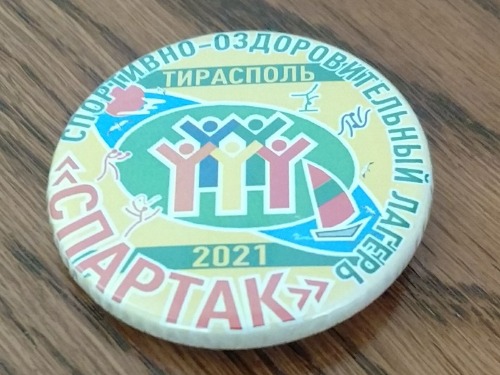 СПОРТИВНО-ОЗДОРОВИТЕЛЬНЫЙ ЛАГЕРЬ
ТИРАСПОЛЬ
2021
«СПАРТАК»